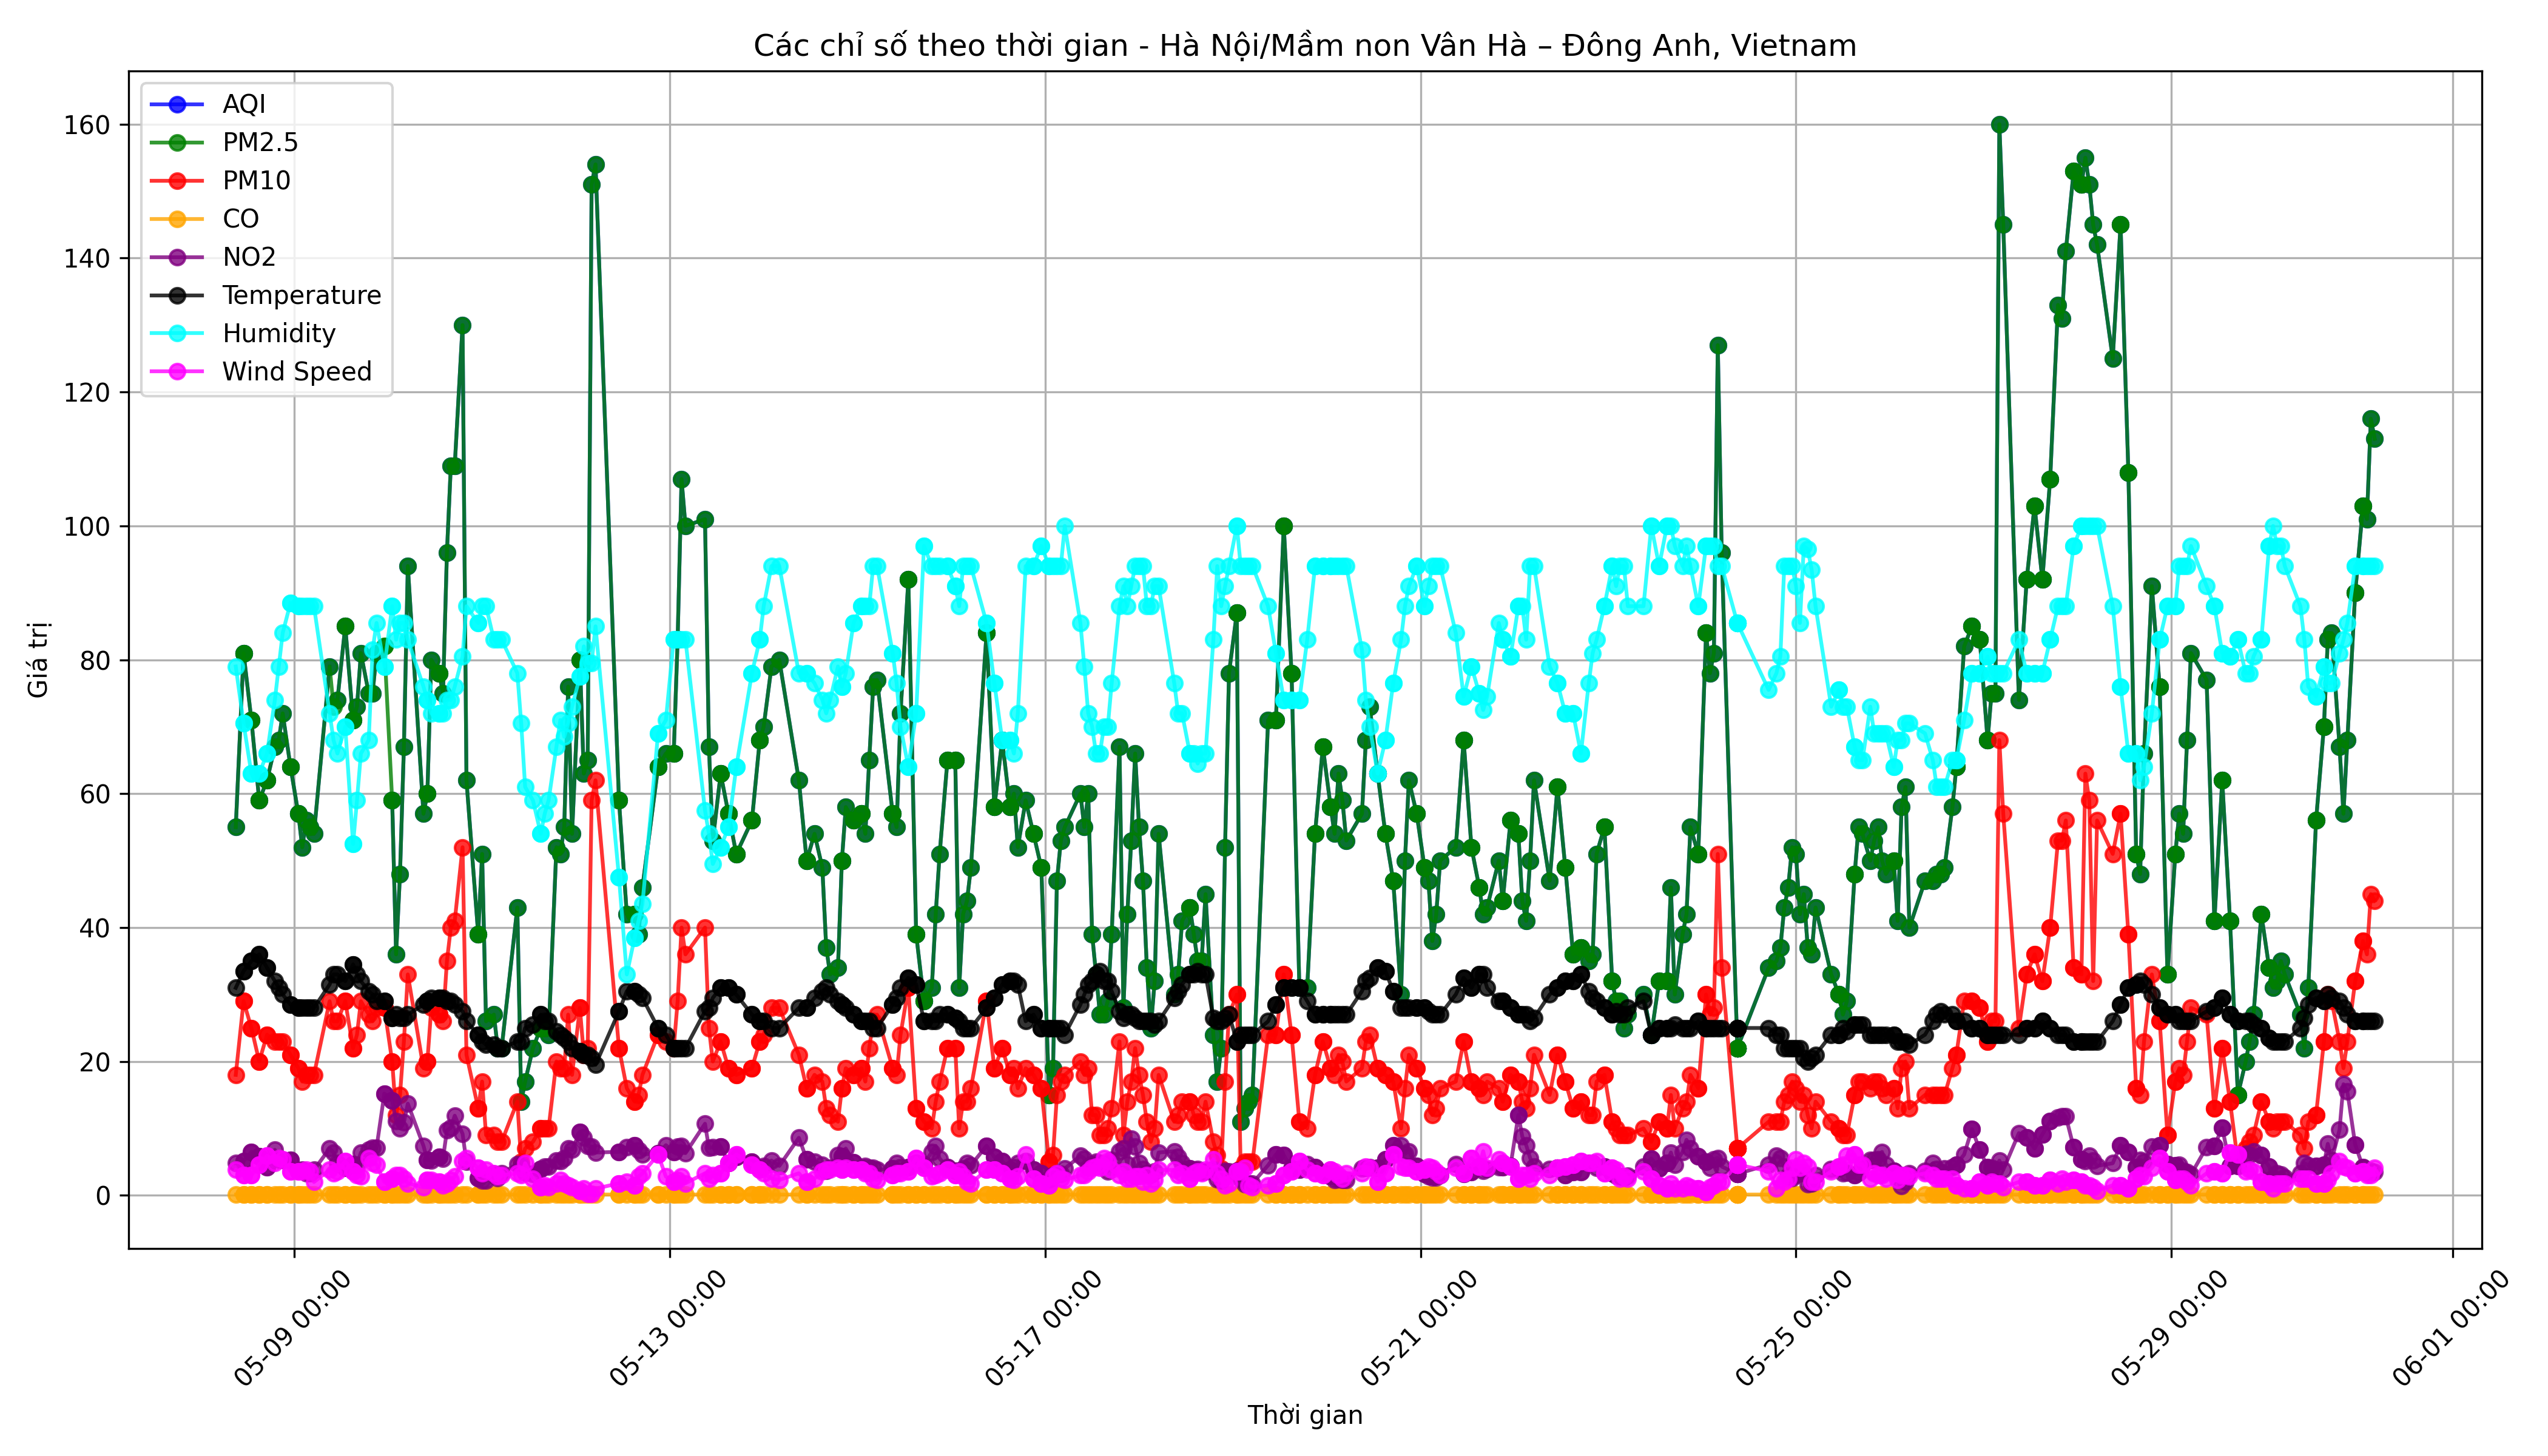 Các chỉ số theo thời gian - Hà Nội/Mầm non Vân Hà – Đông Anh, Vietnam
AQI
PM2.5
PM10
CO
NO2
Temperature
Humidity
Wind Speed
Giá trị
160
140
120
100
80
60
40
20
0
05-09 00:00
05-13 00:00
05-17 00:00
05-21 00:00
05-25 00:00
05-29 00:00
06-01 00:00
Thời gian